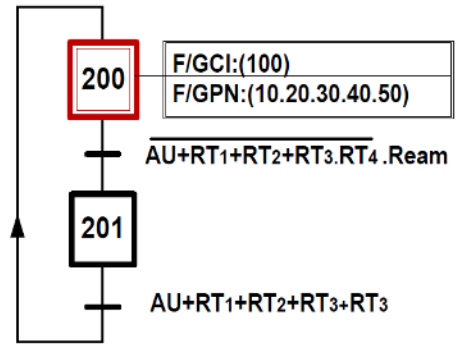 200
F/GCI:(100)
F/GPN:(10.20.30.40.50)
AU+RT1+RT2+RT3.RT4 .Ream
201
AU+RT1+RT2+RT3+RT3